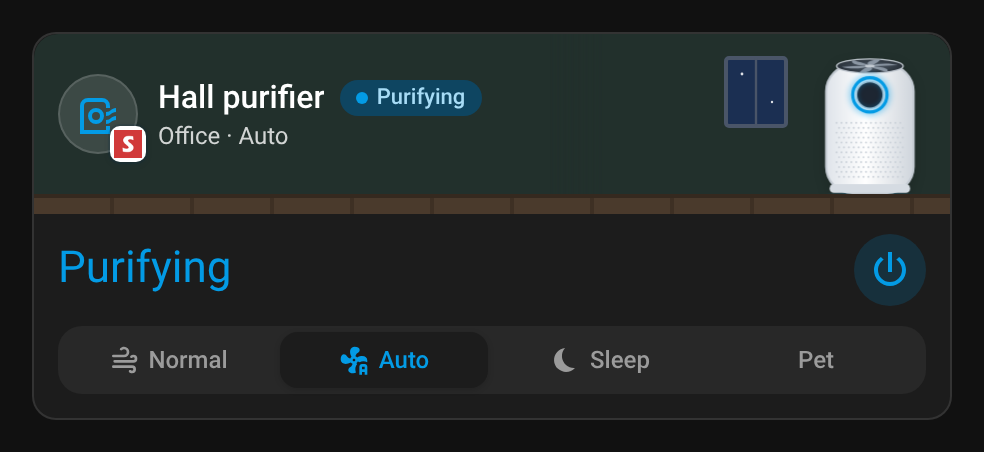 Hall purifier
Purifying
Office · Auto
S
Purifying
Normal
Auto
Sleep
Pet